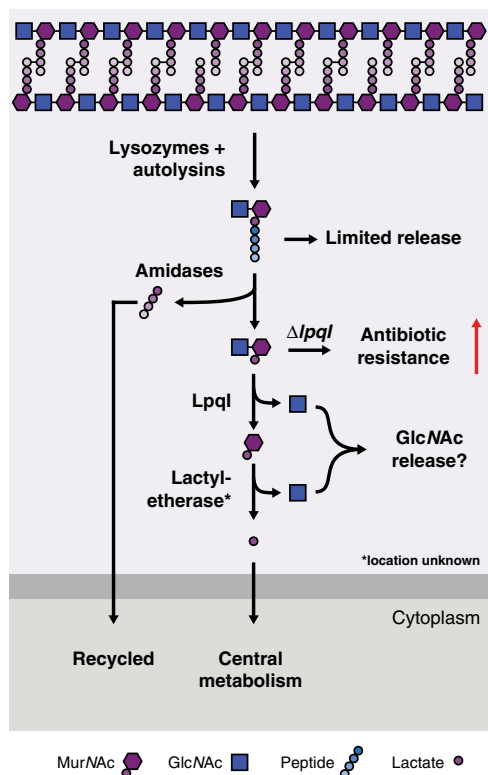 Lysozymes +
autolysins
Limited release
Amidases
ΔlpqI
Antibiotic
resistance
LpqI
GlcNAc
release?
Lactyl-
etherase*
*location unknown
Cytoplasm
Recycled
Central
metabolism
MurNAc
GlcNAc
Peptide
Lactate